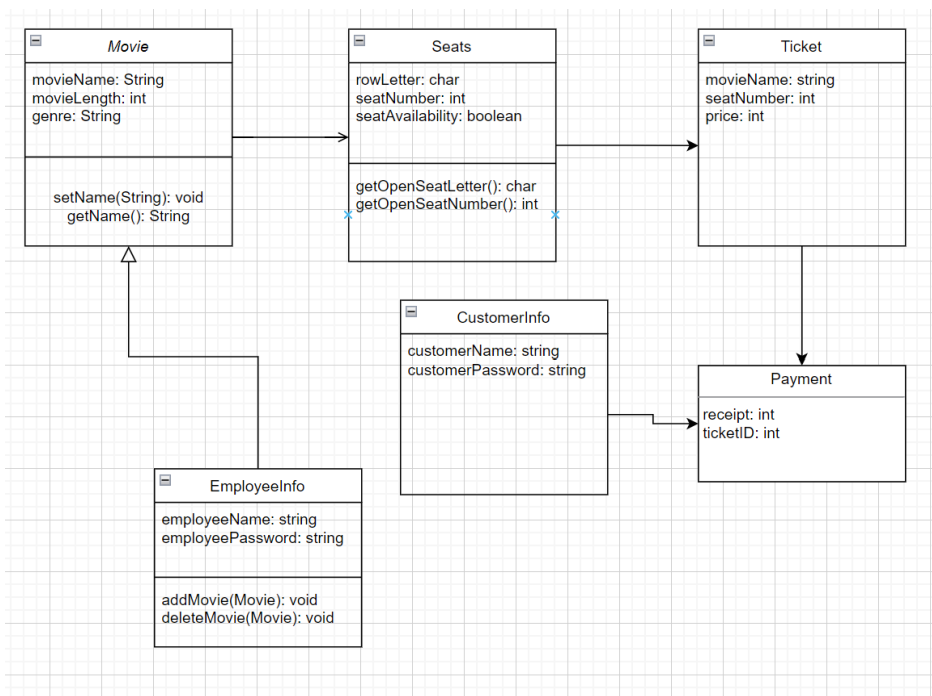 Movie
movieName: String
movieLength: int
genre: String
setName(String): void
getName(): String
Seats
rowLetter: char
seatNumber: int
seatAvailability: boolean
getOpenSeatLetter(): char
getOpenSeatNumber(): int
Ticket
movieName: string
seatNumber: int
price: int
CustomerInfo
customerName: string
customerPassword: string
Payment
receipt: int
ticketID: int
EmployeeInfo
employeeName: string
employeePassword: string
addMovie(Movie): void
deleteMovie(Movie): void